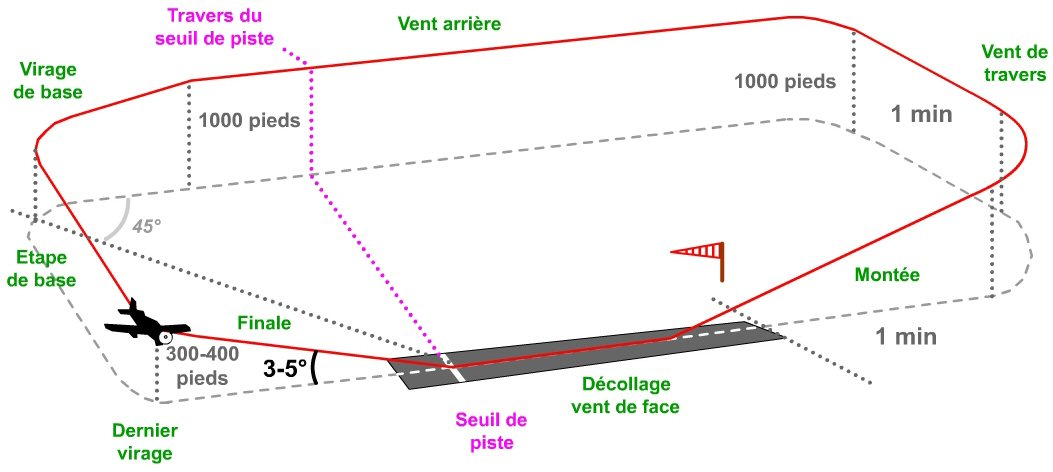 Travers du
seuil de piste
Vent arrière
Vent de
travers
Virage
de base
1000 pieds
1000 pieds
1 min
45°
Etape
de base
Montée
Finale
1 min
300-400
pieds
3-5°
Décollage
vent de face
Seuil de
piste
Dernier
virage